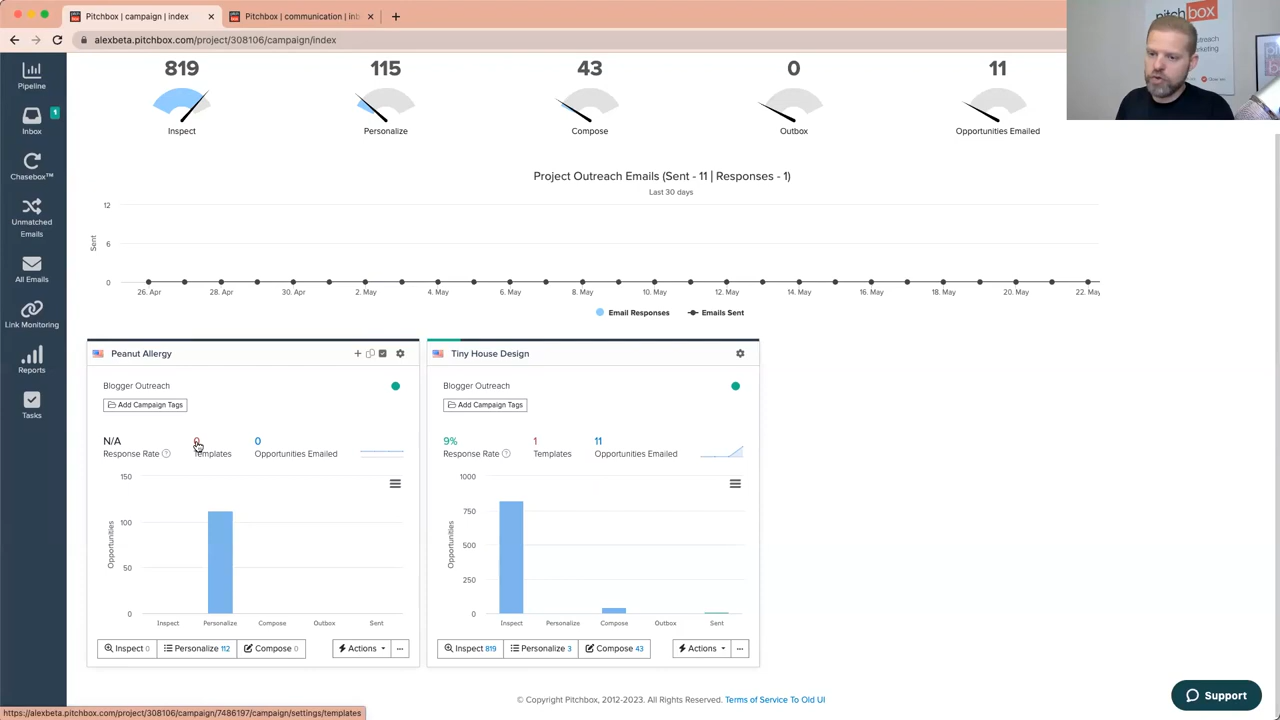 Pitchbox | campaign | index
Pitchbox | communication | inb
alexbeta.pitchbox.com/project/308106/campaign/index
pitchbox
Pipeline
Inbox
1
Chasebox™
Unmatched
Emails
All Emails
Link Monitoring
Reports
Tasks
819
115
43
0
11
Inspect
Personalize
Compose
Outbox
Opportunities Emailed
Project Outreach Emails (Sent - 11 | Responses - 1)
Last 30 days
12
6
0
Sent
26. Apr
28. Apr
30. Apr
2. May
4. May
6. May
8. May
10. May
12. May
14. May
16. May
18. May
20. May
22. May
Email Responses
Emails Sent
Peanut Allergy
Blogger Outreach
Add Campaign Tags
N/A
0
0
Response Rate
Templates
Opportunities Emailed
150
100
50
0
Opportunities
Inspect
Personalize
Compose
Outbox
Sent
Inspect 0
Personalize 112
Compose 0
Actions
...
Tiny House Design
Blogger Outreach
Add Campaign Tags
9%
1
11
Response Rate
Templates
Opportunities Emailed
1000
750
500
250
0
Opportunities
Inspect
Personalize
Compose
Outbox
Sent
Inspect 819
Personalize 3
Compose 43
Actions
...
© Copyright Pitchbox, 2012-2023. All Rights Reserved. Terms of Service To Old UI
Support
https://alexbeta.pitchbox.com/project/308106/campaign/7486197/campaign/settings/templates